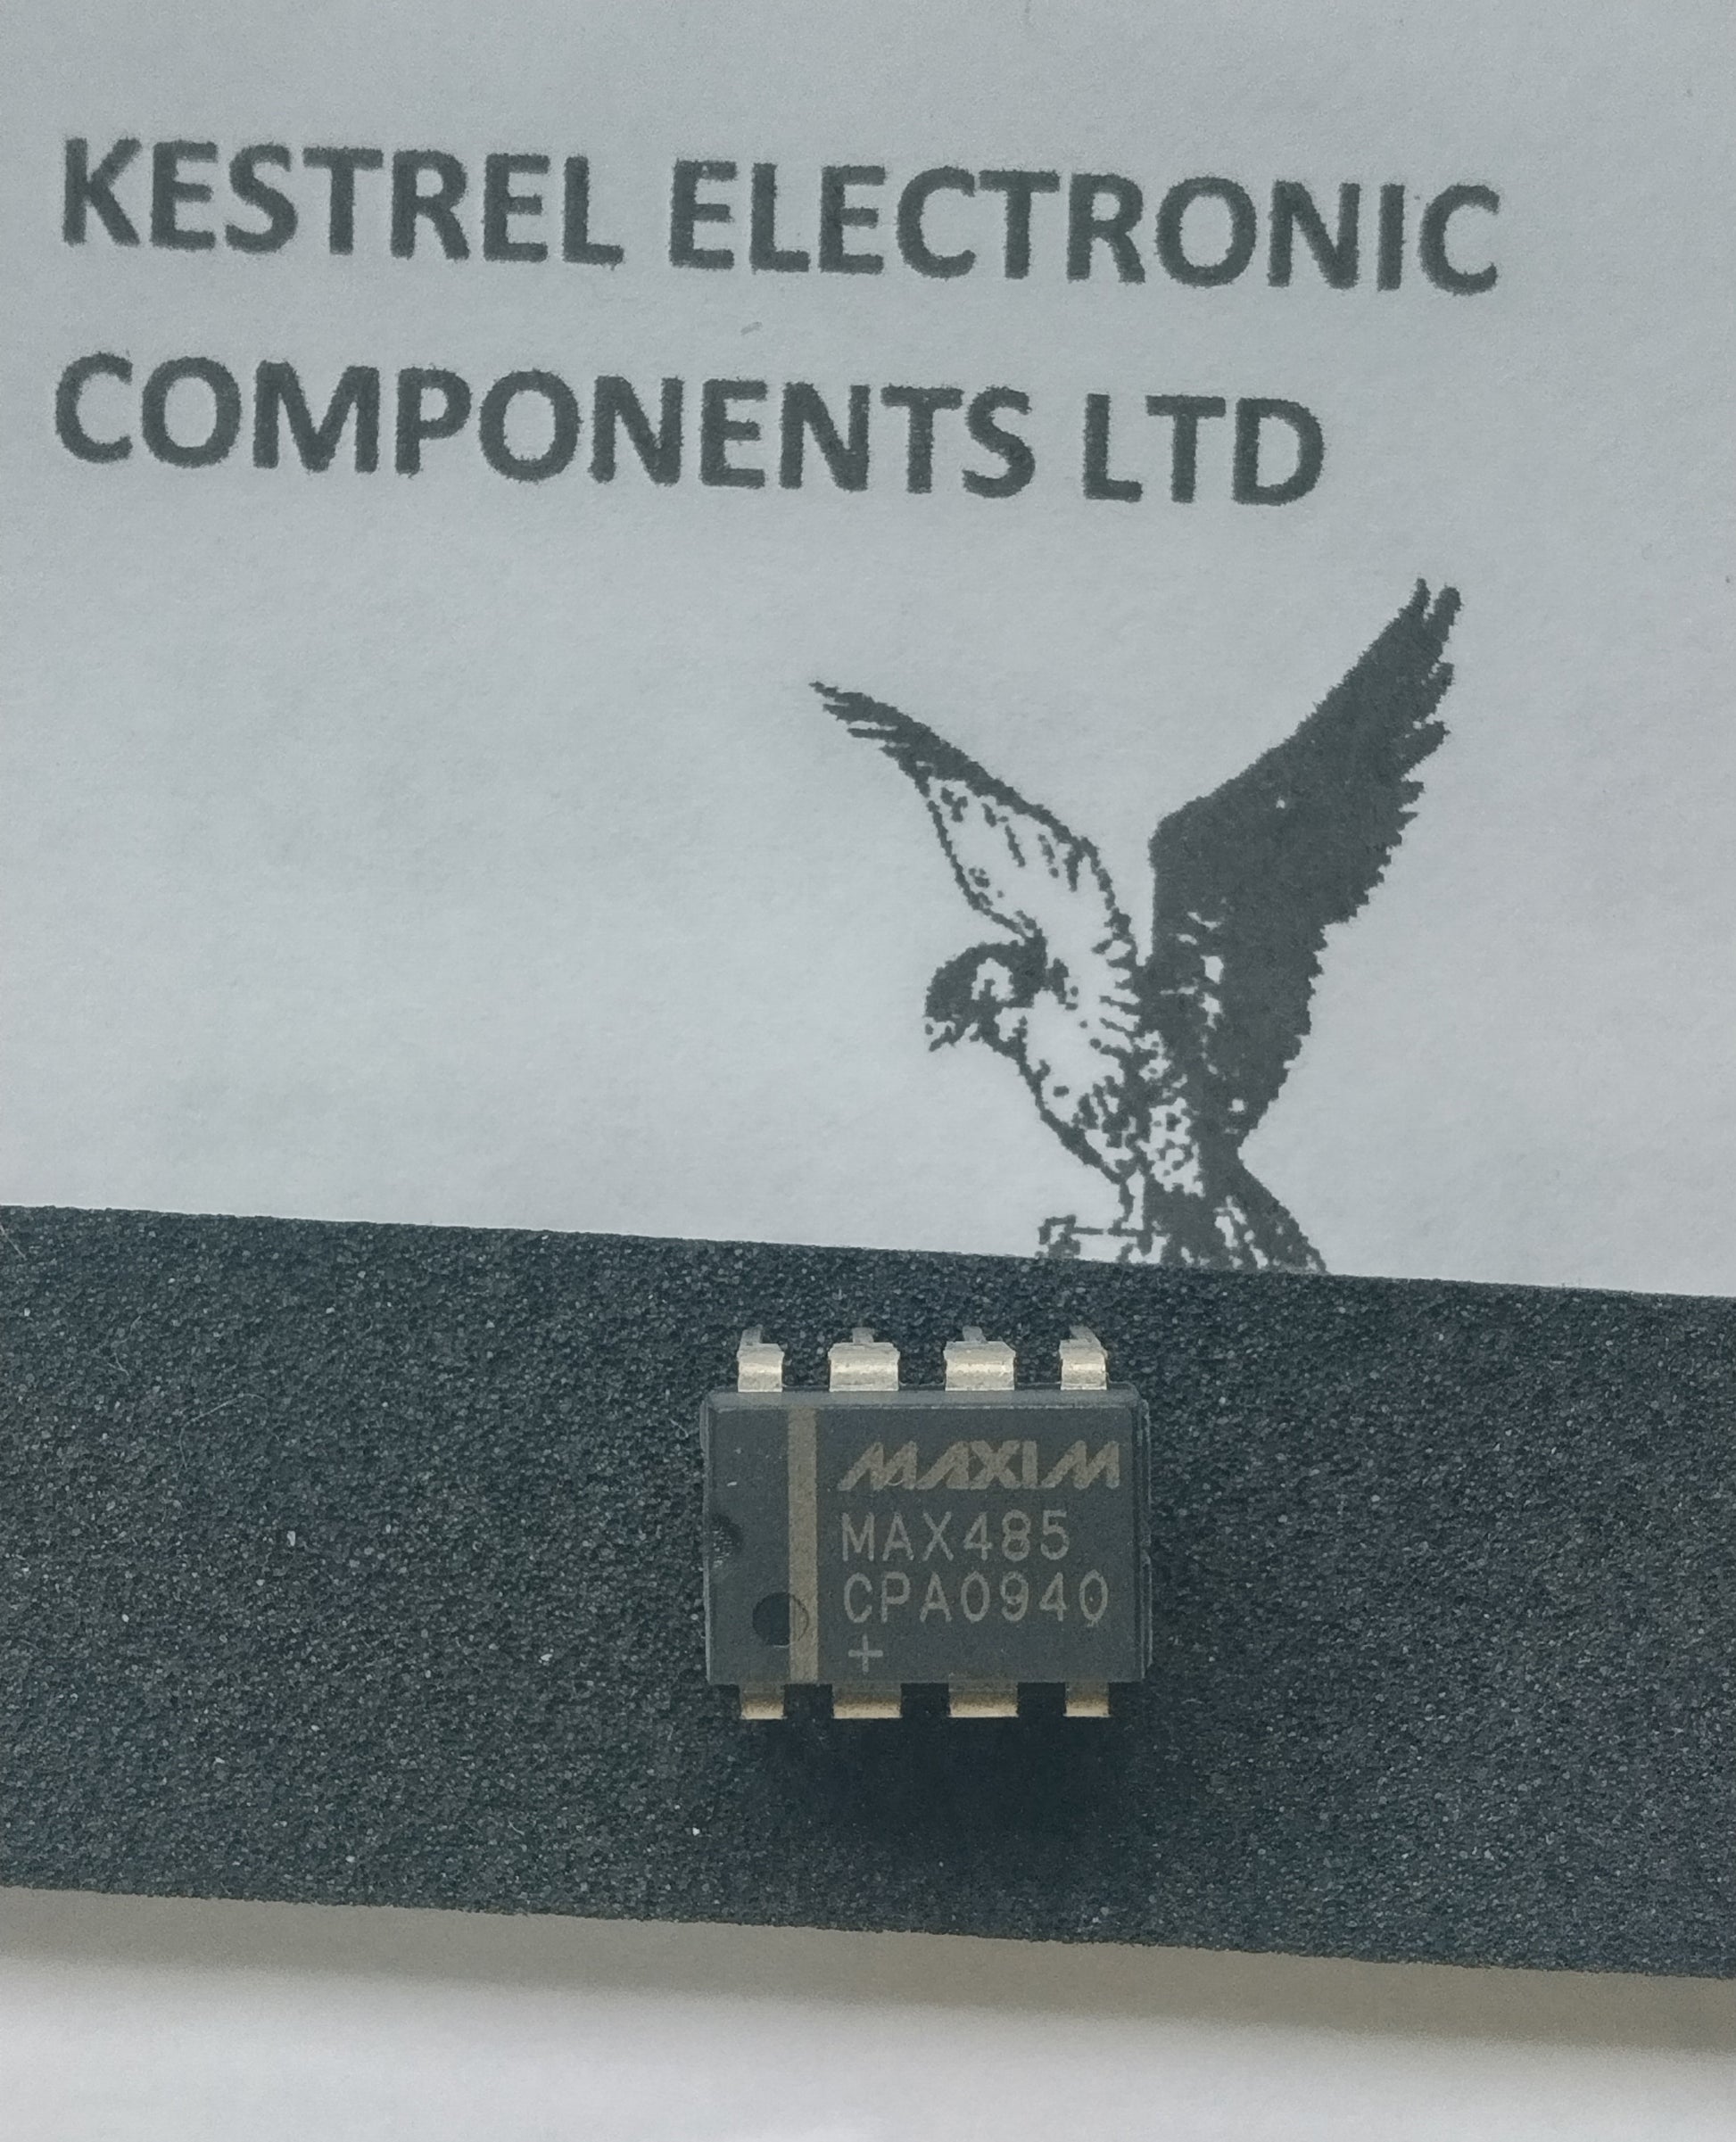 KESTREL ELECTRONIC
COMPONENTS LTD
MAXIM
MAX485
CPA0940
+